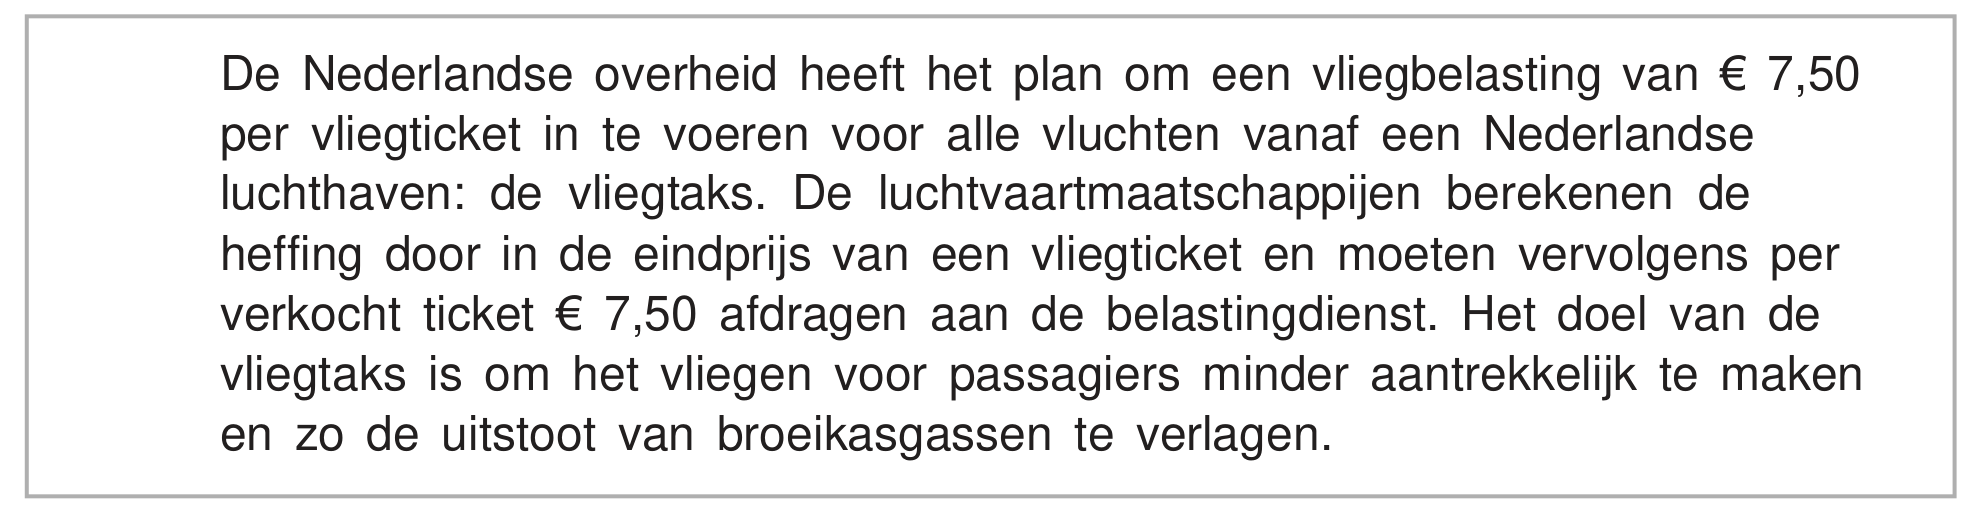 De Nederlandse overheid heeft het plan om een vliegbelasting van € 7,50
per vliegticket in te voeren voor alle vluchten vanaf een Nederlandse
luchthaven: de vliegtaks. De luchtvaartmaatschappijen berekenen de
heffing door in de eindprijs van een vliegticket en moeten vervolgens per
verkocht ticket € 7,50 afdragen aan de belastingdienst. Het doel van de
vliegtaks is om het vliegen voor passagiers minder aantrekkelijk te maken
en zo de uitstoot van broeikasgassen te verlagen.